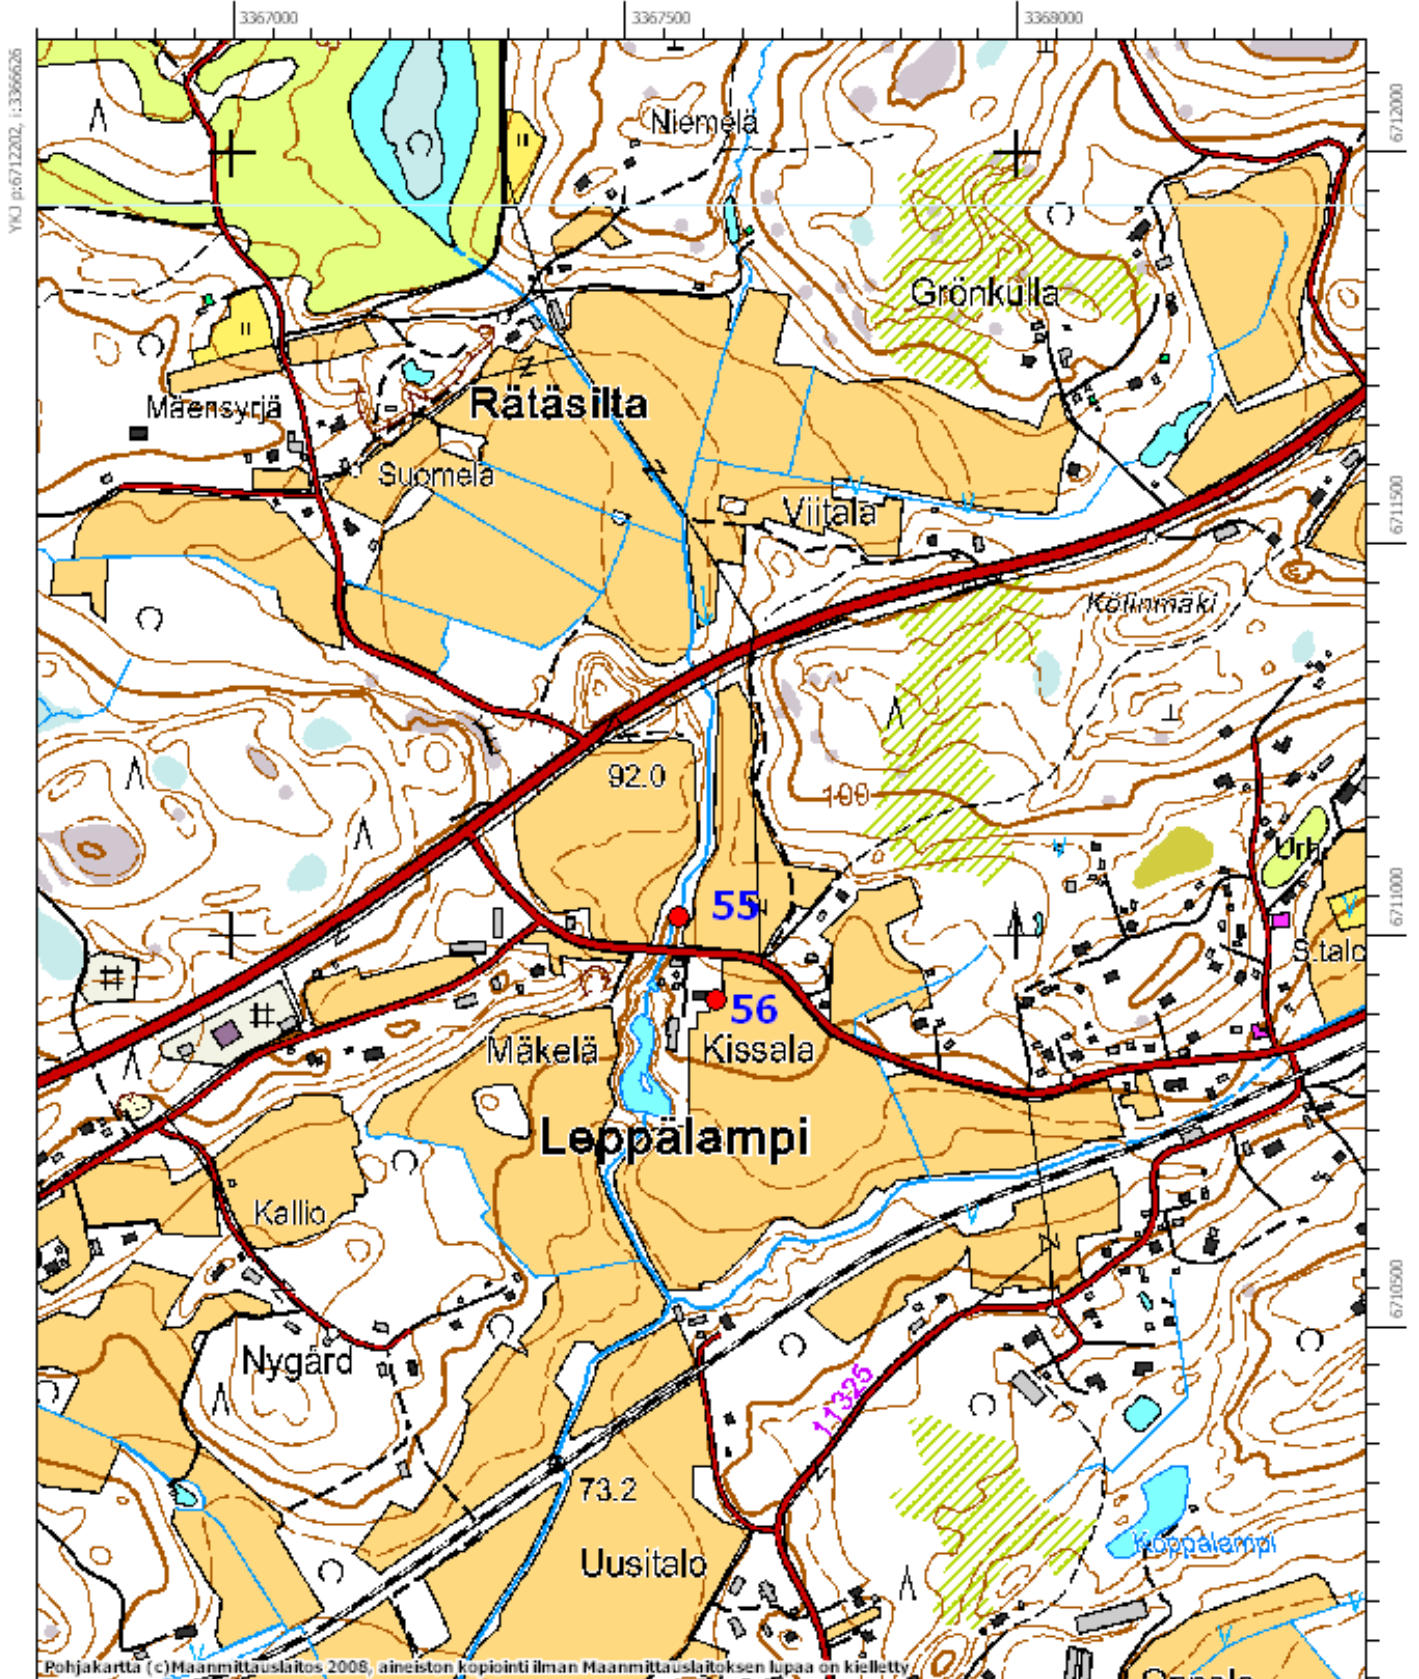 3367000
3367500
3368000
YKJ p:6712202, i:3366626
6712000
Niemelä
Grönkulla
Rätäsilta
Mäensyrjä
Suomela
Viitala
6711500
Kölinmäki
92.0
100
Urh.
55
6711000
S.talo
56
Mäkelä
Kissala
Leppälampi
Kallio
6710500
Nygård
11325
73.2
Köppälampi
Uusitalo
Pohjakartta (c)Maanmittauslaitos 2008, aineiston kopiointi ilman Maanmittauslaitoksen lupaa on kielletty.